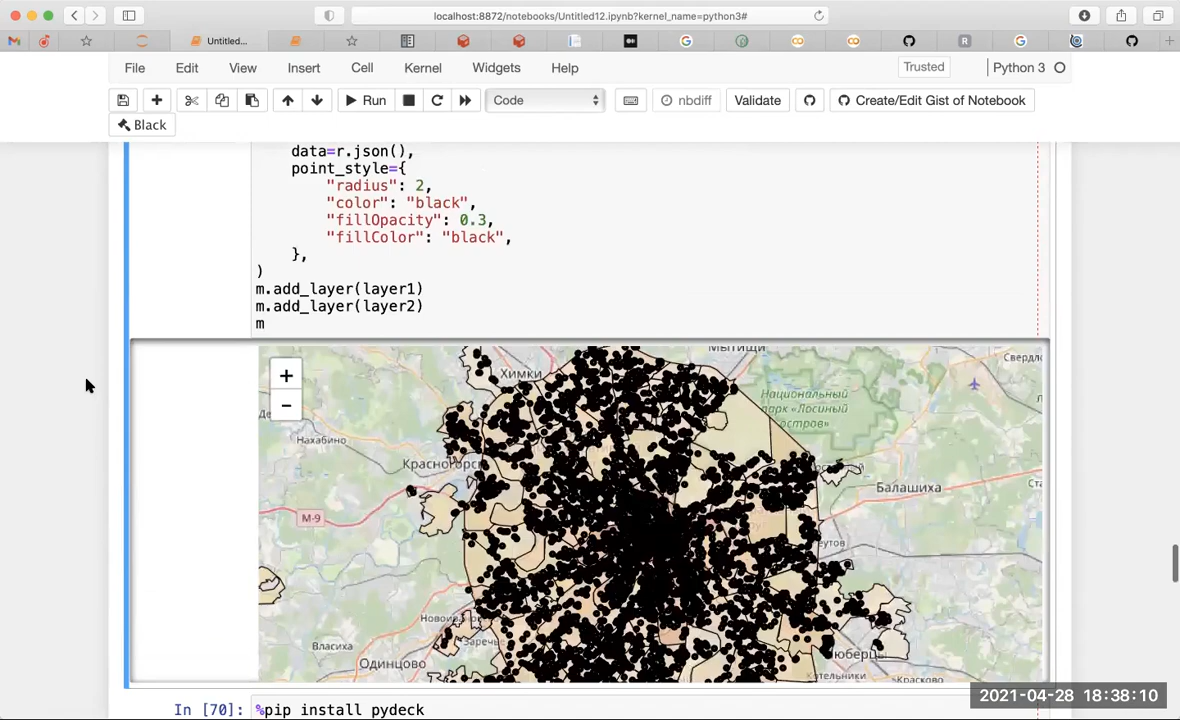 localhost:8872/notebooks/Untitled12.ipynb?kernel_name=python3#
Untitled...
File Edit View Insert Cell Kernel Widgets Help Trusted Python 3
Run Code nbdiff Validate Create/Edit Gist of Notebook
Black
data=r.json(),
point_style={
"radius": 2,
"color": "black",
"fillOpacity": 0.3,
"fillColor": "black",
},
)
m.add_layer(layer1)
m.add_layer(layer2)
m
+
-
Мытищи
Химки
Свердло
Национальный
парк «Лосиный
остров»
Нахабино
Красногорск
Балашиха
М-9
Власиха
Одинцово
Заречье
Люберцы
Котельники
Красково
In [70]: %pip install pydeck
2021-04-28 18:38:10